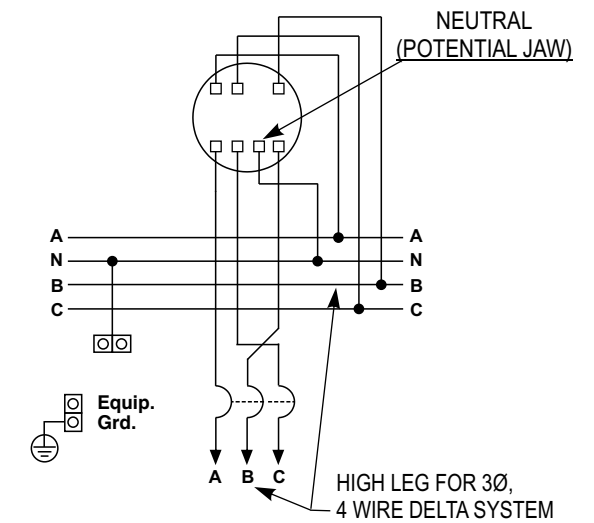 NEUTRAL
(POTENTIAL JAW)
A A
N N
B B
C C
Equip.
Grd.
A B C
HIGH LEG FOR 3Ø,
4 WIRE DELTA SYSTEM